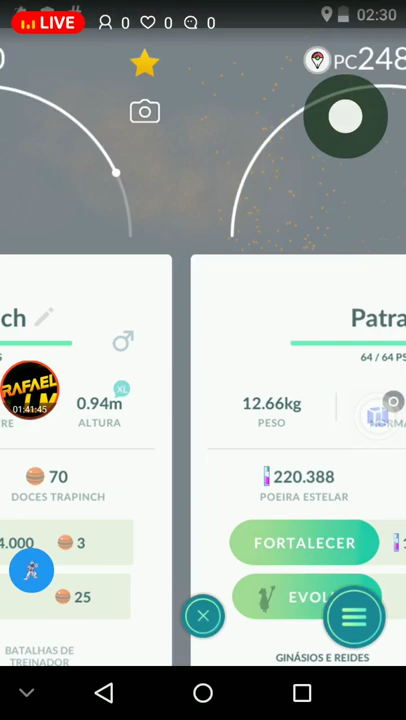 LIVE 0 0 0
02:30
0
PC248
ch
Patra
64 / 64 PS
RAFAEL
LM
01:41:45
XL
0.94m
ALTURA
12.66kg
PESO
70
DOCES TRAPINCH
220.388
POEIRA ESTELAR
4.000 3
FORTALECER
25
EVOL
BATALHAS DE
TREINADOR
GINÁSIOS E REIDES